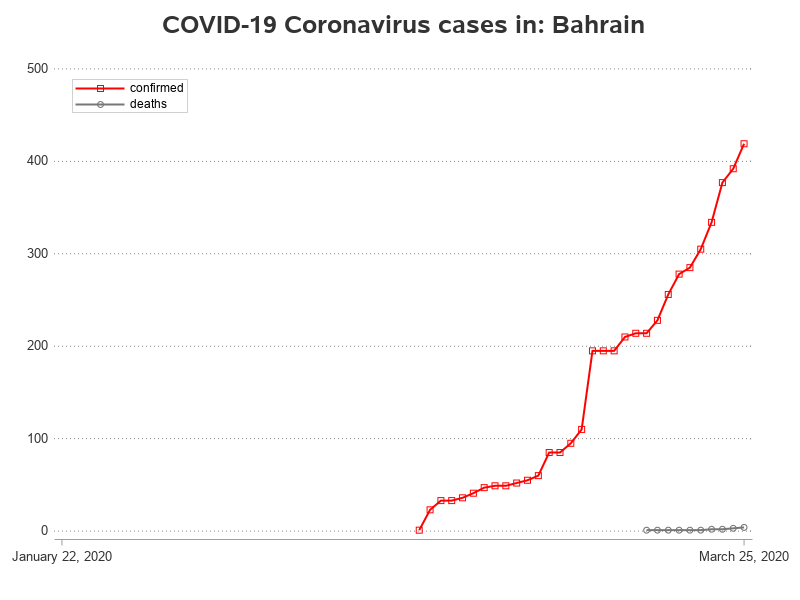 COVID-19 Coronavirus cases in: Bahrain
500
confirmed
deaths
400
300
200
100
0
January 22, 2020
March 25, 2020